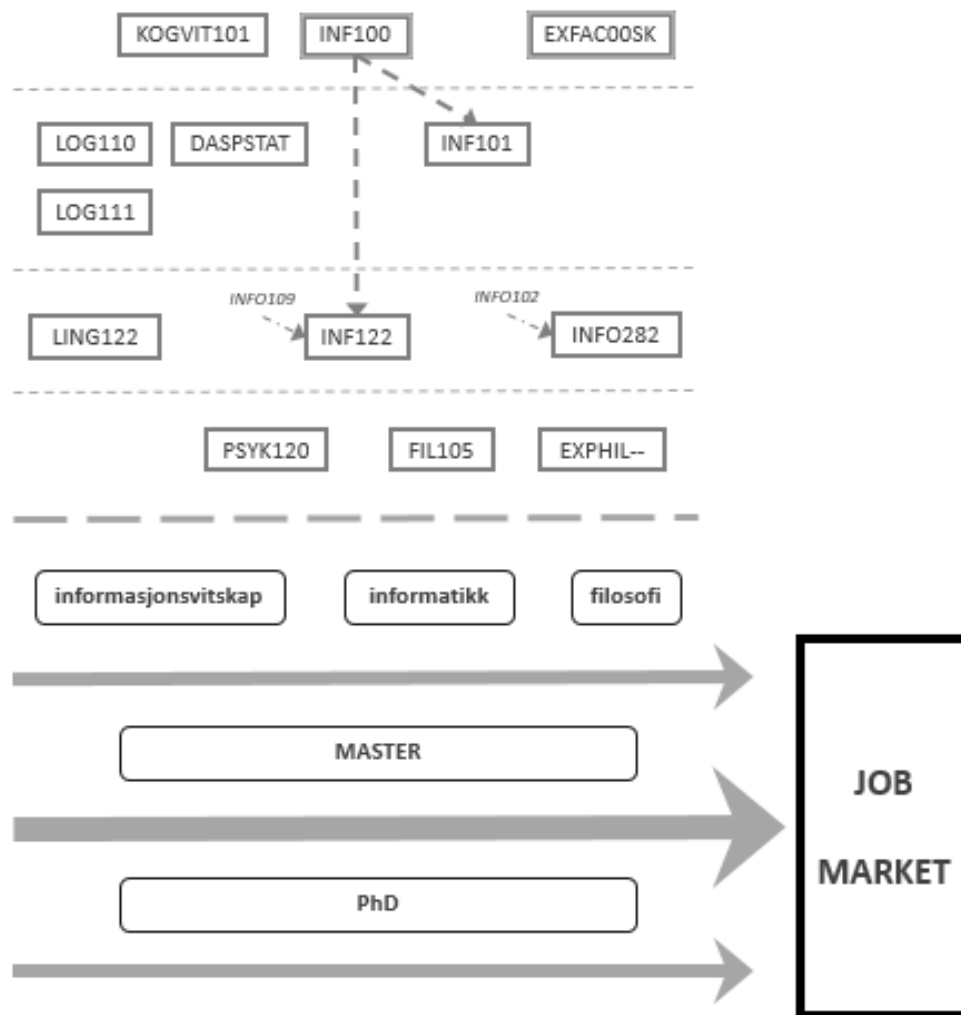 KOGVIT101 INF100 EXFAC00SK
LOG110 DASPSTAT INF101
LOG111
INFO109 INFO102
LING122 INF122 INFO282
PSYK120 FIL105 EXPHIL--
informasjonsvitskap informatikk filosofi
MASTER
JOB
MARKET
PhD